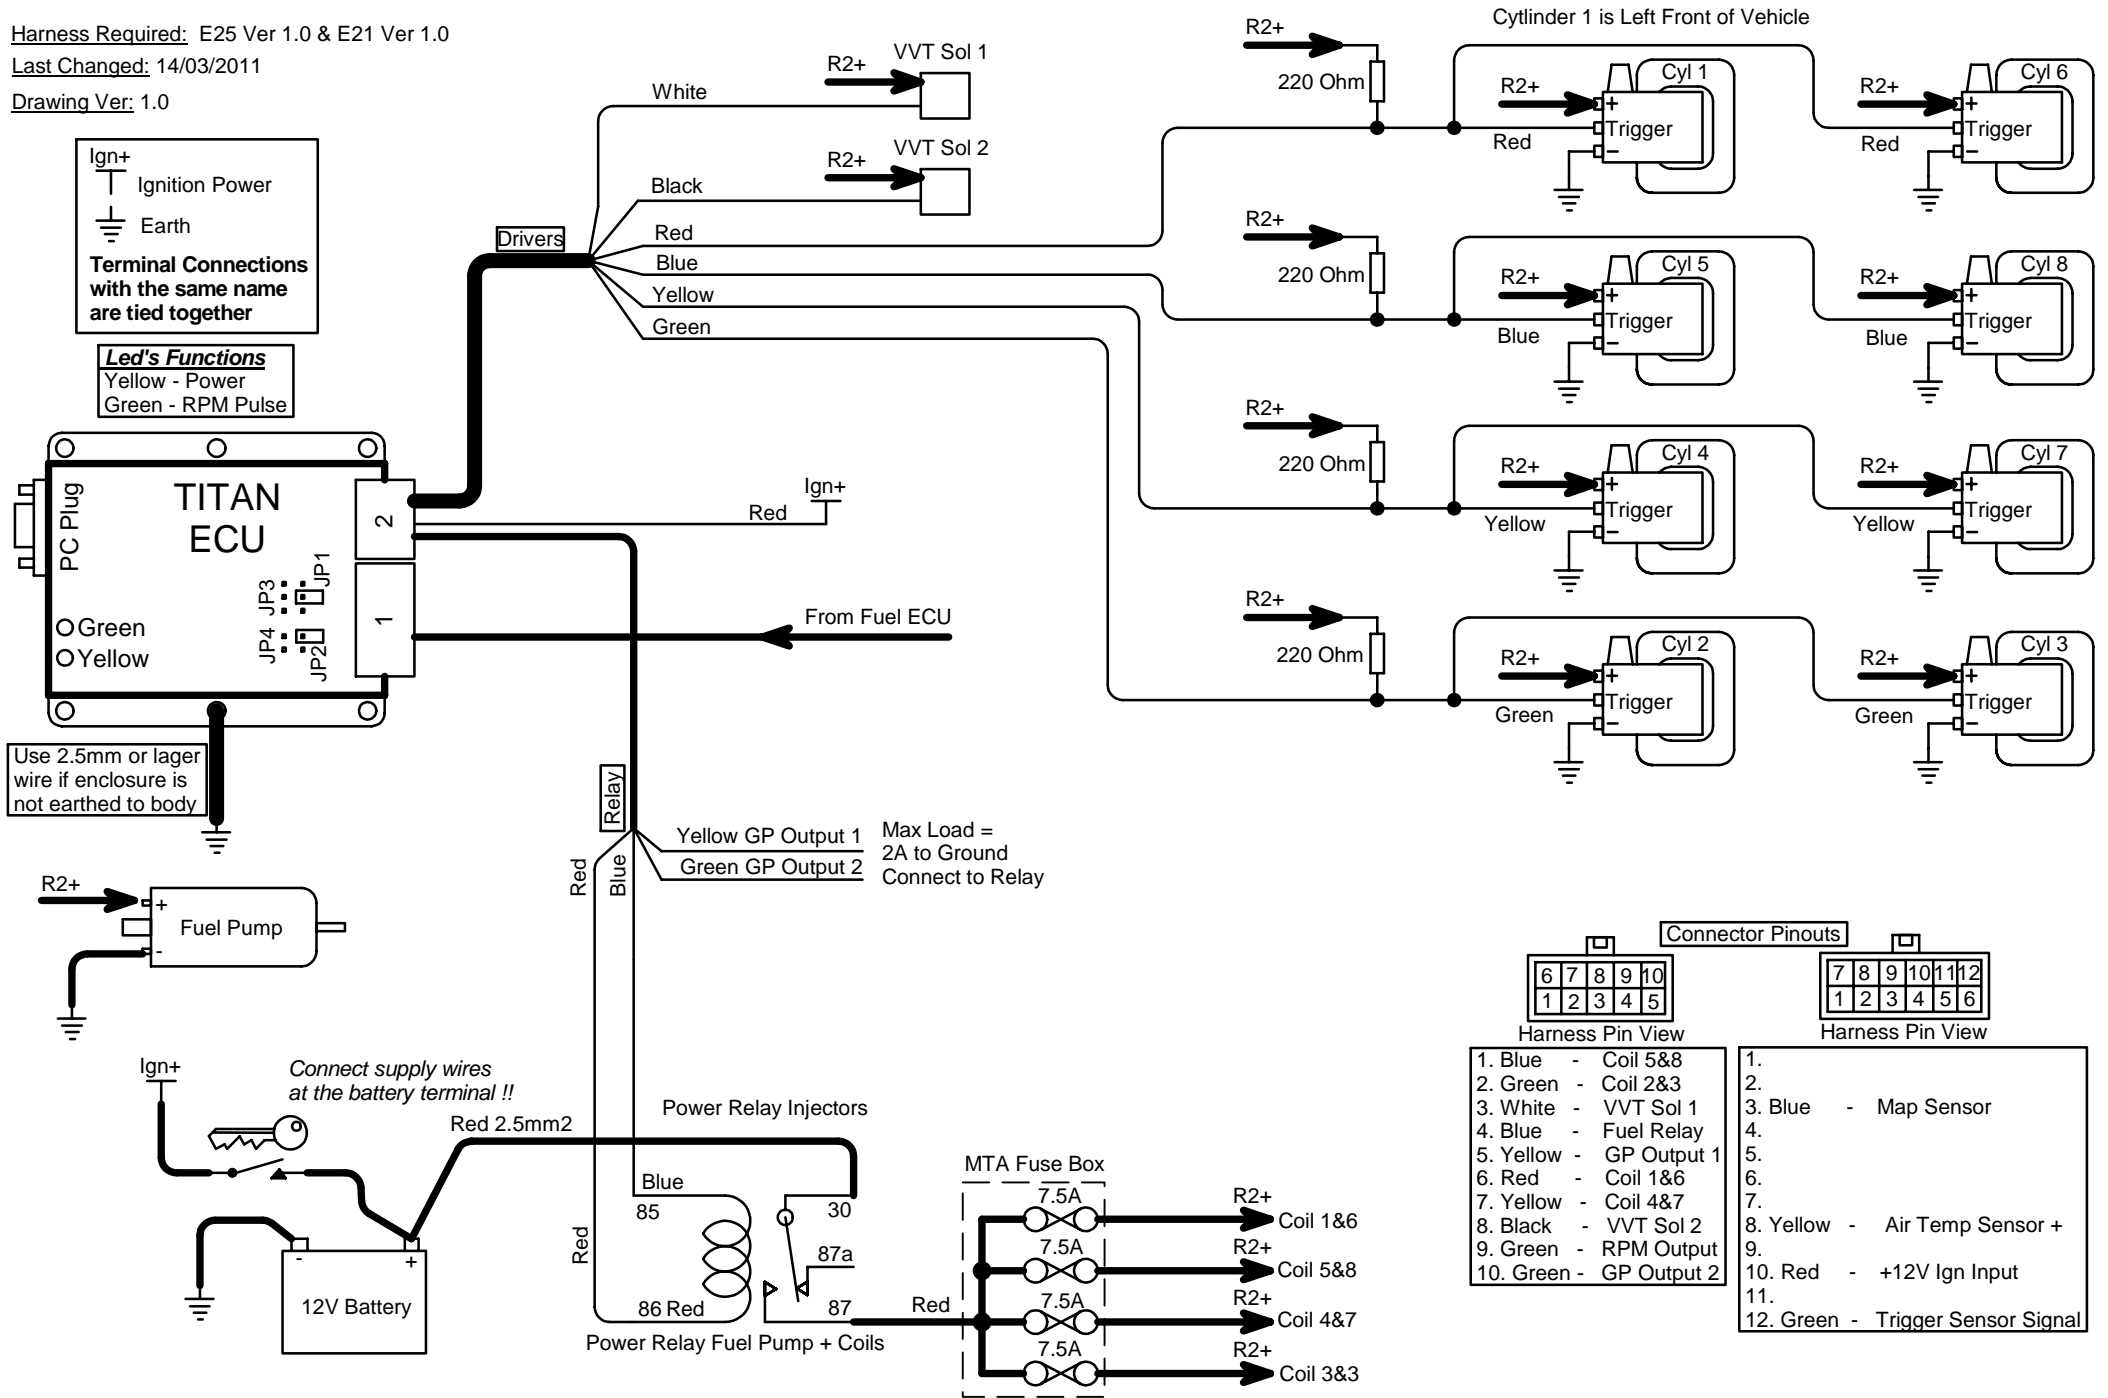 Harness Required: E25 Ver 1.0 & E21 Ver 1.0
Last Changed: 14/03/2011
Drawing Ver: 1.0
Ign+
Ignition Power
Earth
Terminal Connections
with the same name
are tied together
Led's Functions
Yellow - Power
Green - RPM Pulse
PC Plug
TITAN
ECU
2
1
JP3
JP1
JP4
JP2
Green
Yellow
Use 2.5mm or lager
wire if enclosure is
not earthed to body
Drivers
White
Black
Red
Blue
Yellow
Green
R2+
VVT Sol 1
R2+
VVT Sol 2
Red
Ign+
From Fuel ECU
Cytlinder 1 is Left Front of Vehicle
R2+
220 Ohm
R2+
Cyl 1
+
Trigger
-
Red
R2+
Cyl 6
+
Trigger
-
Red
R2+
220 Ohm
R2+
Cyl 5
+
Trigger
-
Blue
R2+
Cyl 8
+
Trigger
-
Blue
R2+
220 Ohm
R2+
Cyl 4
+
Trigger
-
Yellow
R2+
Cyl 7
+
Trigger
-
Yellow
R2+
220 Ohm
R2+
Cyl 2
+
Trigger
-
Green
R2+
Cyl 3
+
Trigger
-
Green
Relay
Yellow GP Output 1
Green GP Output 2
Max Load =
2A to Ground
Connect to Relay
Red
Blue
R2+
+
Fuel Pump
-
Ign+
Connect supply wires
at the battery terminal !!
Red 2.5mm2
-
+
12V Battery
Power Relay Injectors
Red
Blue
85
30
87a
86 Red
87
Red
Power Relay Fuel Pump + Coils
MTA Fuse Box
7.5A
R2+
Coil 1&6
7.5A
R2+
Coil 5&8
7.5A
R2+
Coil 4&7
7.5A
R2+
Coil 3&3
Connector Pinouts
6 7 8 9 10
1 2 3 4 5
Harness Pin View
1. Blue - Coil 5&8
2. Green - Coil 2&3
3. White - VVT Sol 1
4. Blue - Fuel Relay
5. Yellow - GP Output 1
6. Red - Coil 1&6
7. Yellow - Coil 4&7
8. Black - VVT Sol 2
9. Green - RPM Output
10. Green - GP Output 2
7 8 9 10 11 12
1 2 3 4 5 6
Harness Pin View
1.
2.
3. Blue - Map Sensor
4.
5.
6.
7.
8. Yellow - Air Temp Sensor +
9.
10. Red - +12V Ign Input
11.
12. Green - Trigger Sensor Signal